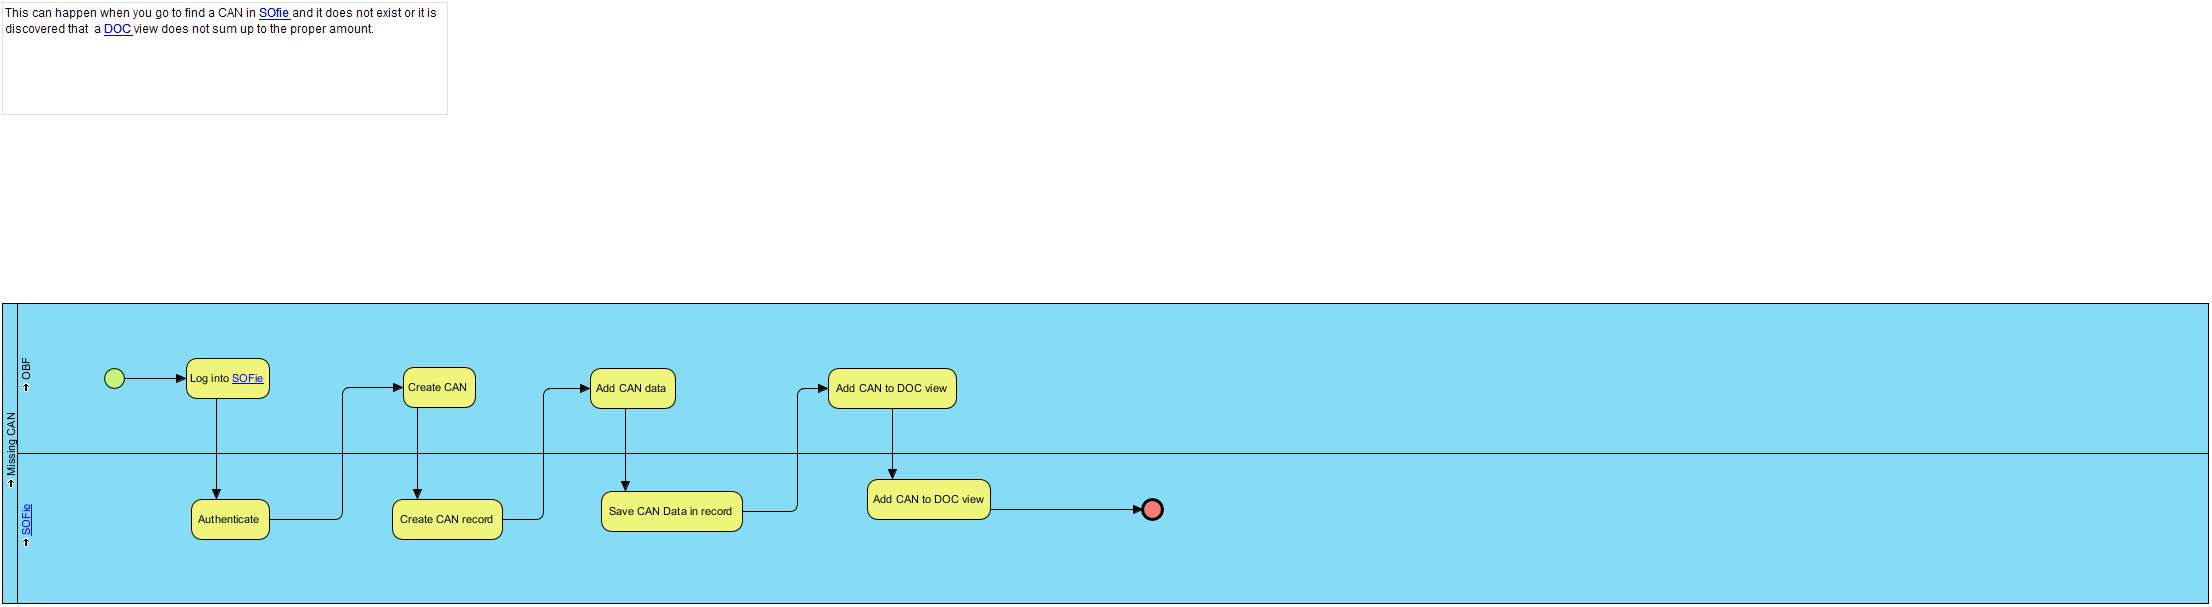 This can happen when you go to find a CAN in SOfie and it does not exist or it is
discovered that  a DOC view does not sum up to the proper amount.
Missing CAN
OBF
Log into SOFie
Create CAN
Add CAN data
Add CAN to DOC view
SOFie
Authenticate
Create CAN record
Save CAN Data in record
Add CAN to DOC view